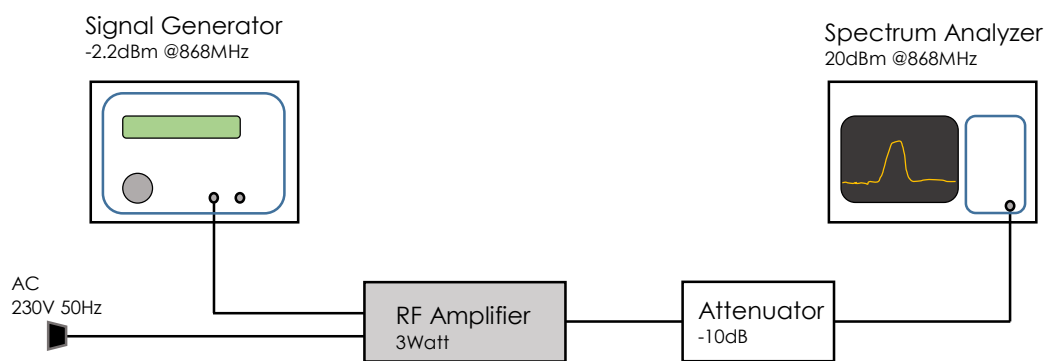 Signal Generator
-2.2dBm @868MHz
Spectrum Analyzer
20dBm @868MHz
AC
230V 50Hz
RF Amplifier
3Watt
Attenuator
-10dB